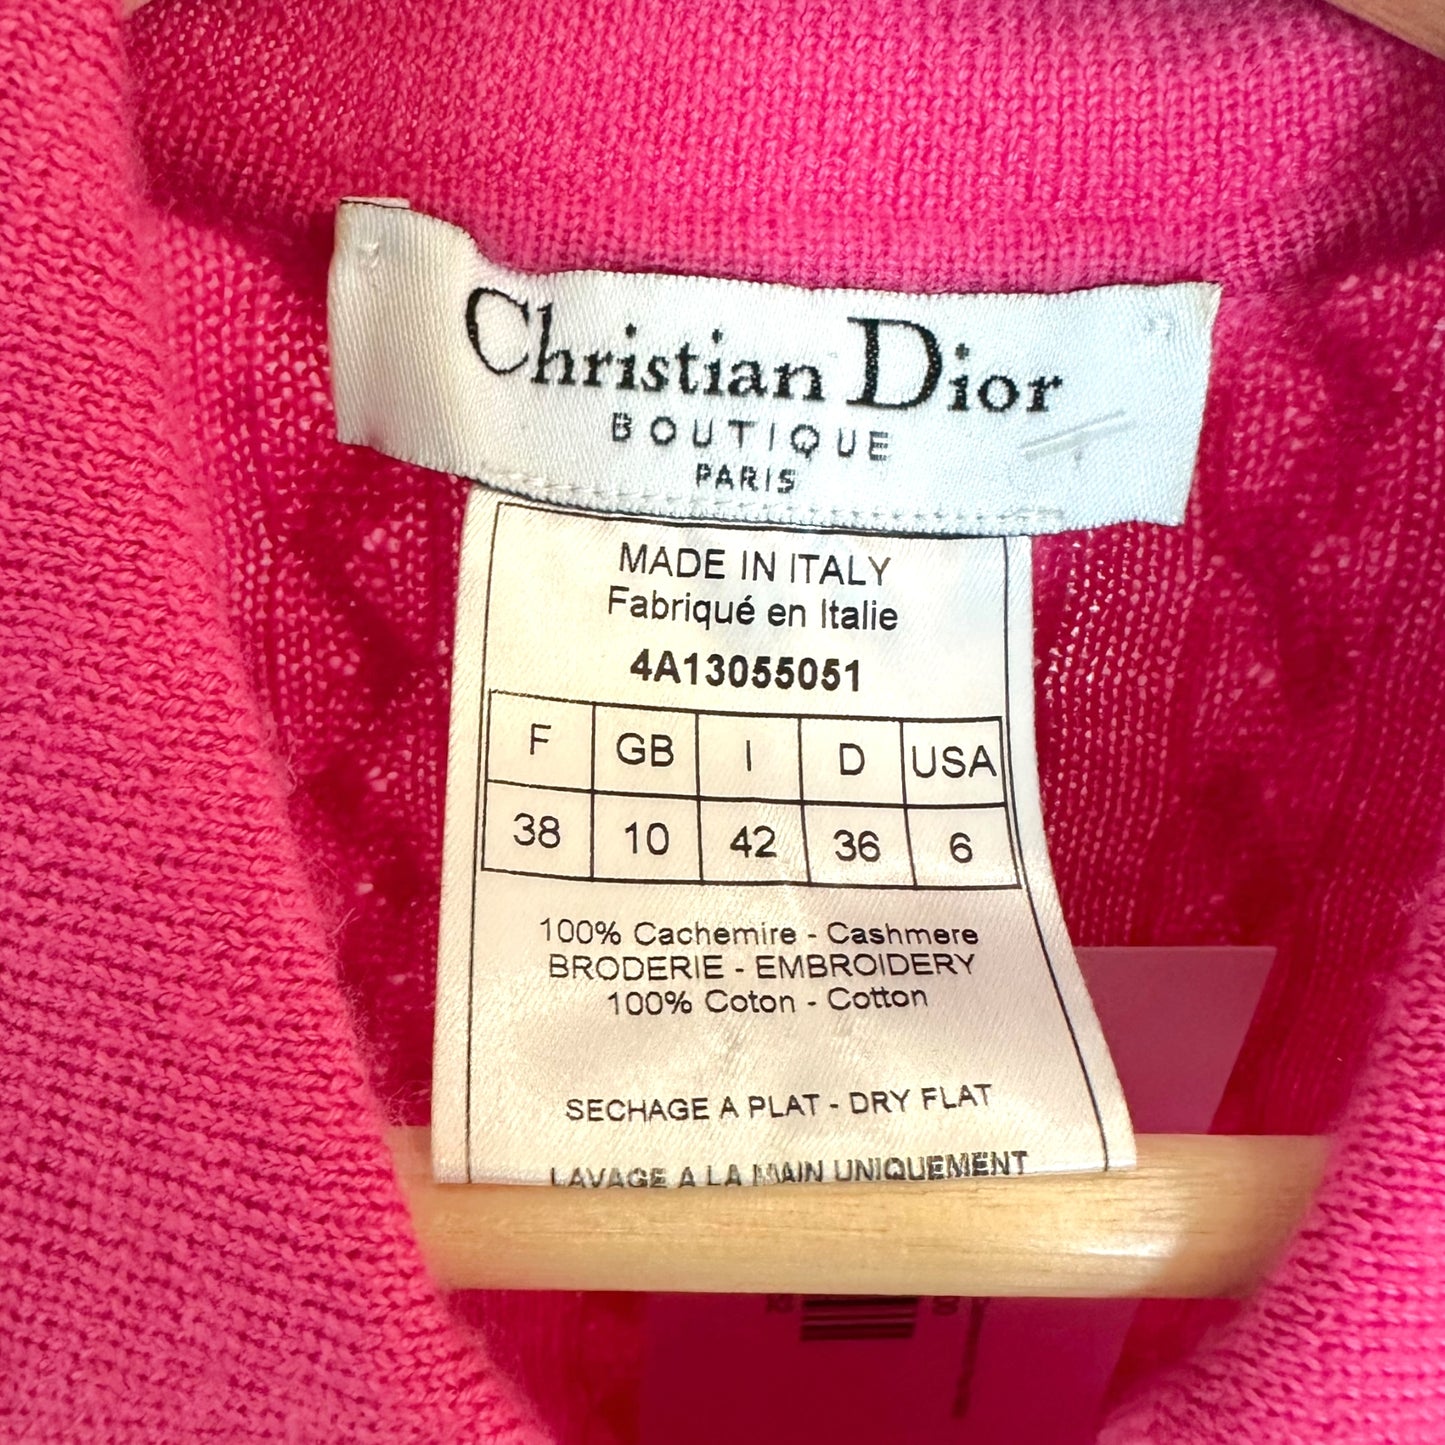 Christian Dior
BOUTIQUE
PARIS
MADE IN ITALY
Fabriqué en Italie
4A13055051
F GB I D USA
38 10 42 36 6
100% Cachemire - Cashmere
BRODERIE - EMBROIDERY
100% Coton - Cotton
SECHAGE A PLAT - DRY FLAT
LAVAGE A LA MAIN UNIQUEMENT